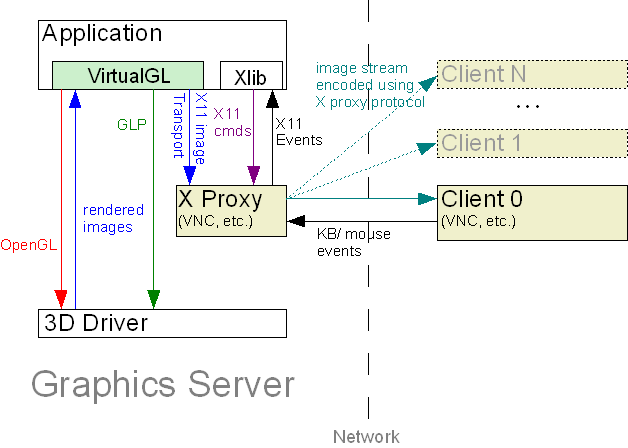 Application
VirtualGL
Xlib
image stream
encoded using
X proxy protocol
Client N
...
Client 1
GLP
X11 image
Transport
X11
cmds
X11
Events
X Proxy
(VNC, etc.)
Client 0
(VNC, etc.)
rendered
images
OpenGL
KB/ mouse
events
3D Driver
Graphics Server
Network